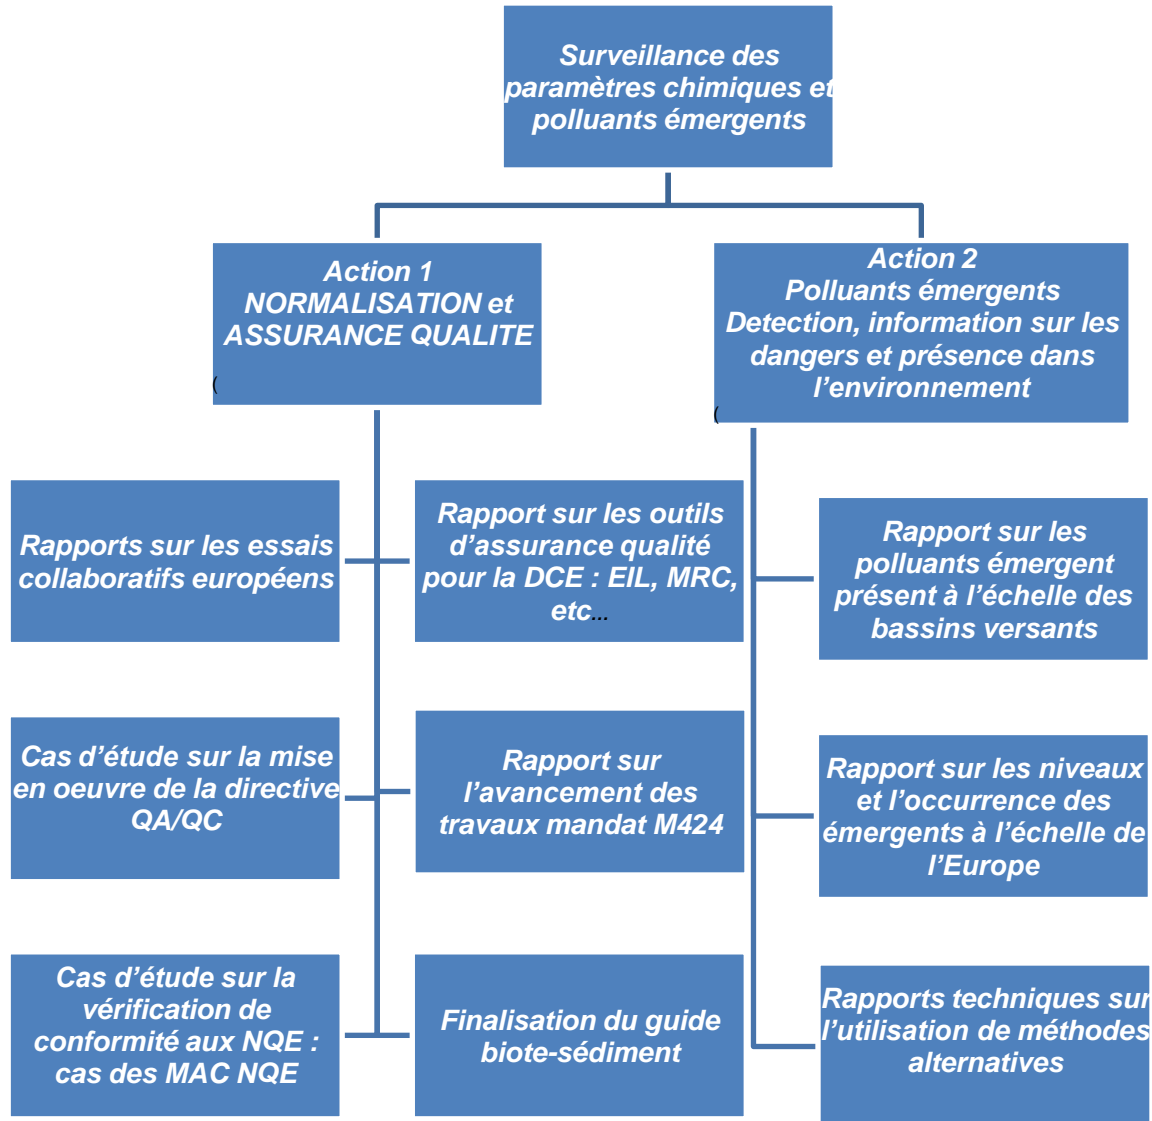 Surveillance des
paramètres chimiques et
polluants émergents
Action 1
NORMALISATION et
ASSURANCE QUALITE
(
Action 2
Polluants émergents
Detection, information sur les
dangers et présence dans
l’environnement
(
Rapports sur les essais
collaboratifs européens
Rapport sur les outils
d’assurance qualité
pour la DCE : EIL, MRC,
etc...
Rapport sur les
polluants émergent
présent à l’échelle des
bassins versants
Cas d’étude sur la mise
en oeuvre de la directive
QA/QC
Rapport sur
l’avancement des
travaux mandat M424
Rapport sur les niveaux
et l’occurrence des
émergents à l’échelle de
l’Europe
Cas d’étude sur la
vérification de
conformité aux NQE :
cas des MAC NQE
Finalisation du guide
biote-sédiment
Rapports techniques sur
l’utilisation de méthodes
alternatives